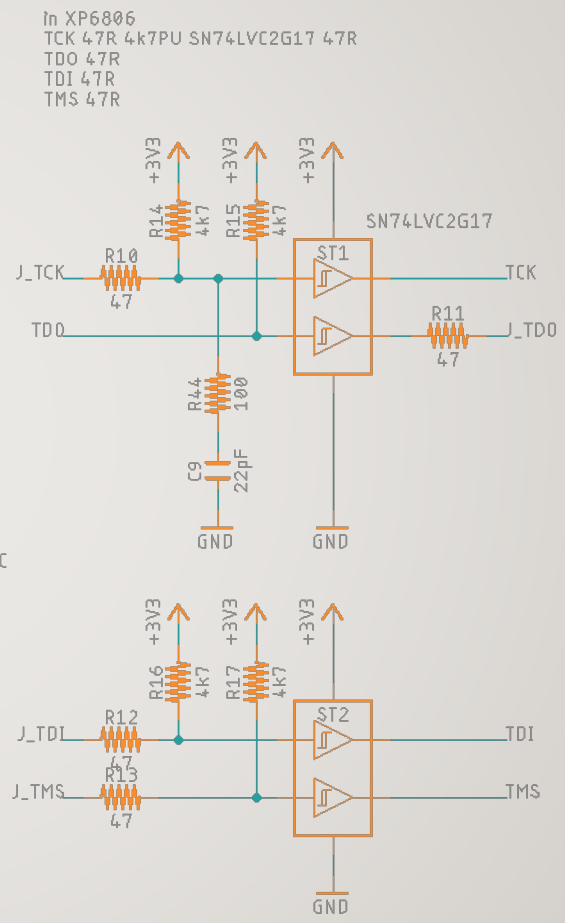 in XP6806
TCK 47R 4k7PU SN74LVC2G17 47R
TDO 47R
TDI 47R
TMS 47R
+3V3
+3V3
+3V3
R14
4k7
R15
4k7
SN74LVC2G17
ST1
J_TCK
R10
47
TCK
TDO
R11
47
J_TDO
R44
100
C9
22pF
GND
GND
C
+3V3
+3V3
+3V3
R16
4k7
R17
4k7
ST2
J_TDI
R12
47
TDI
J_TMS
R13
47
TMS
GND